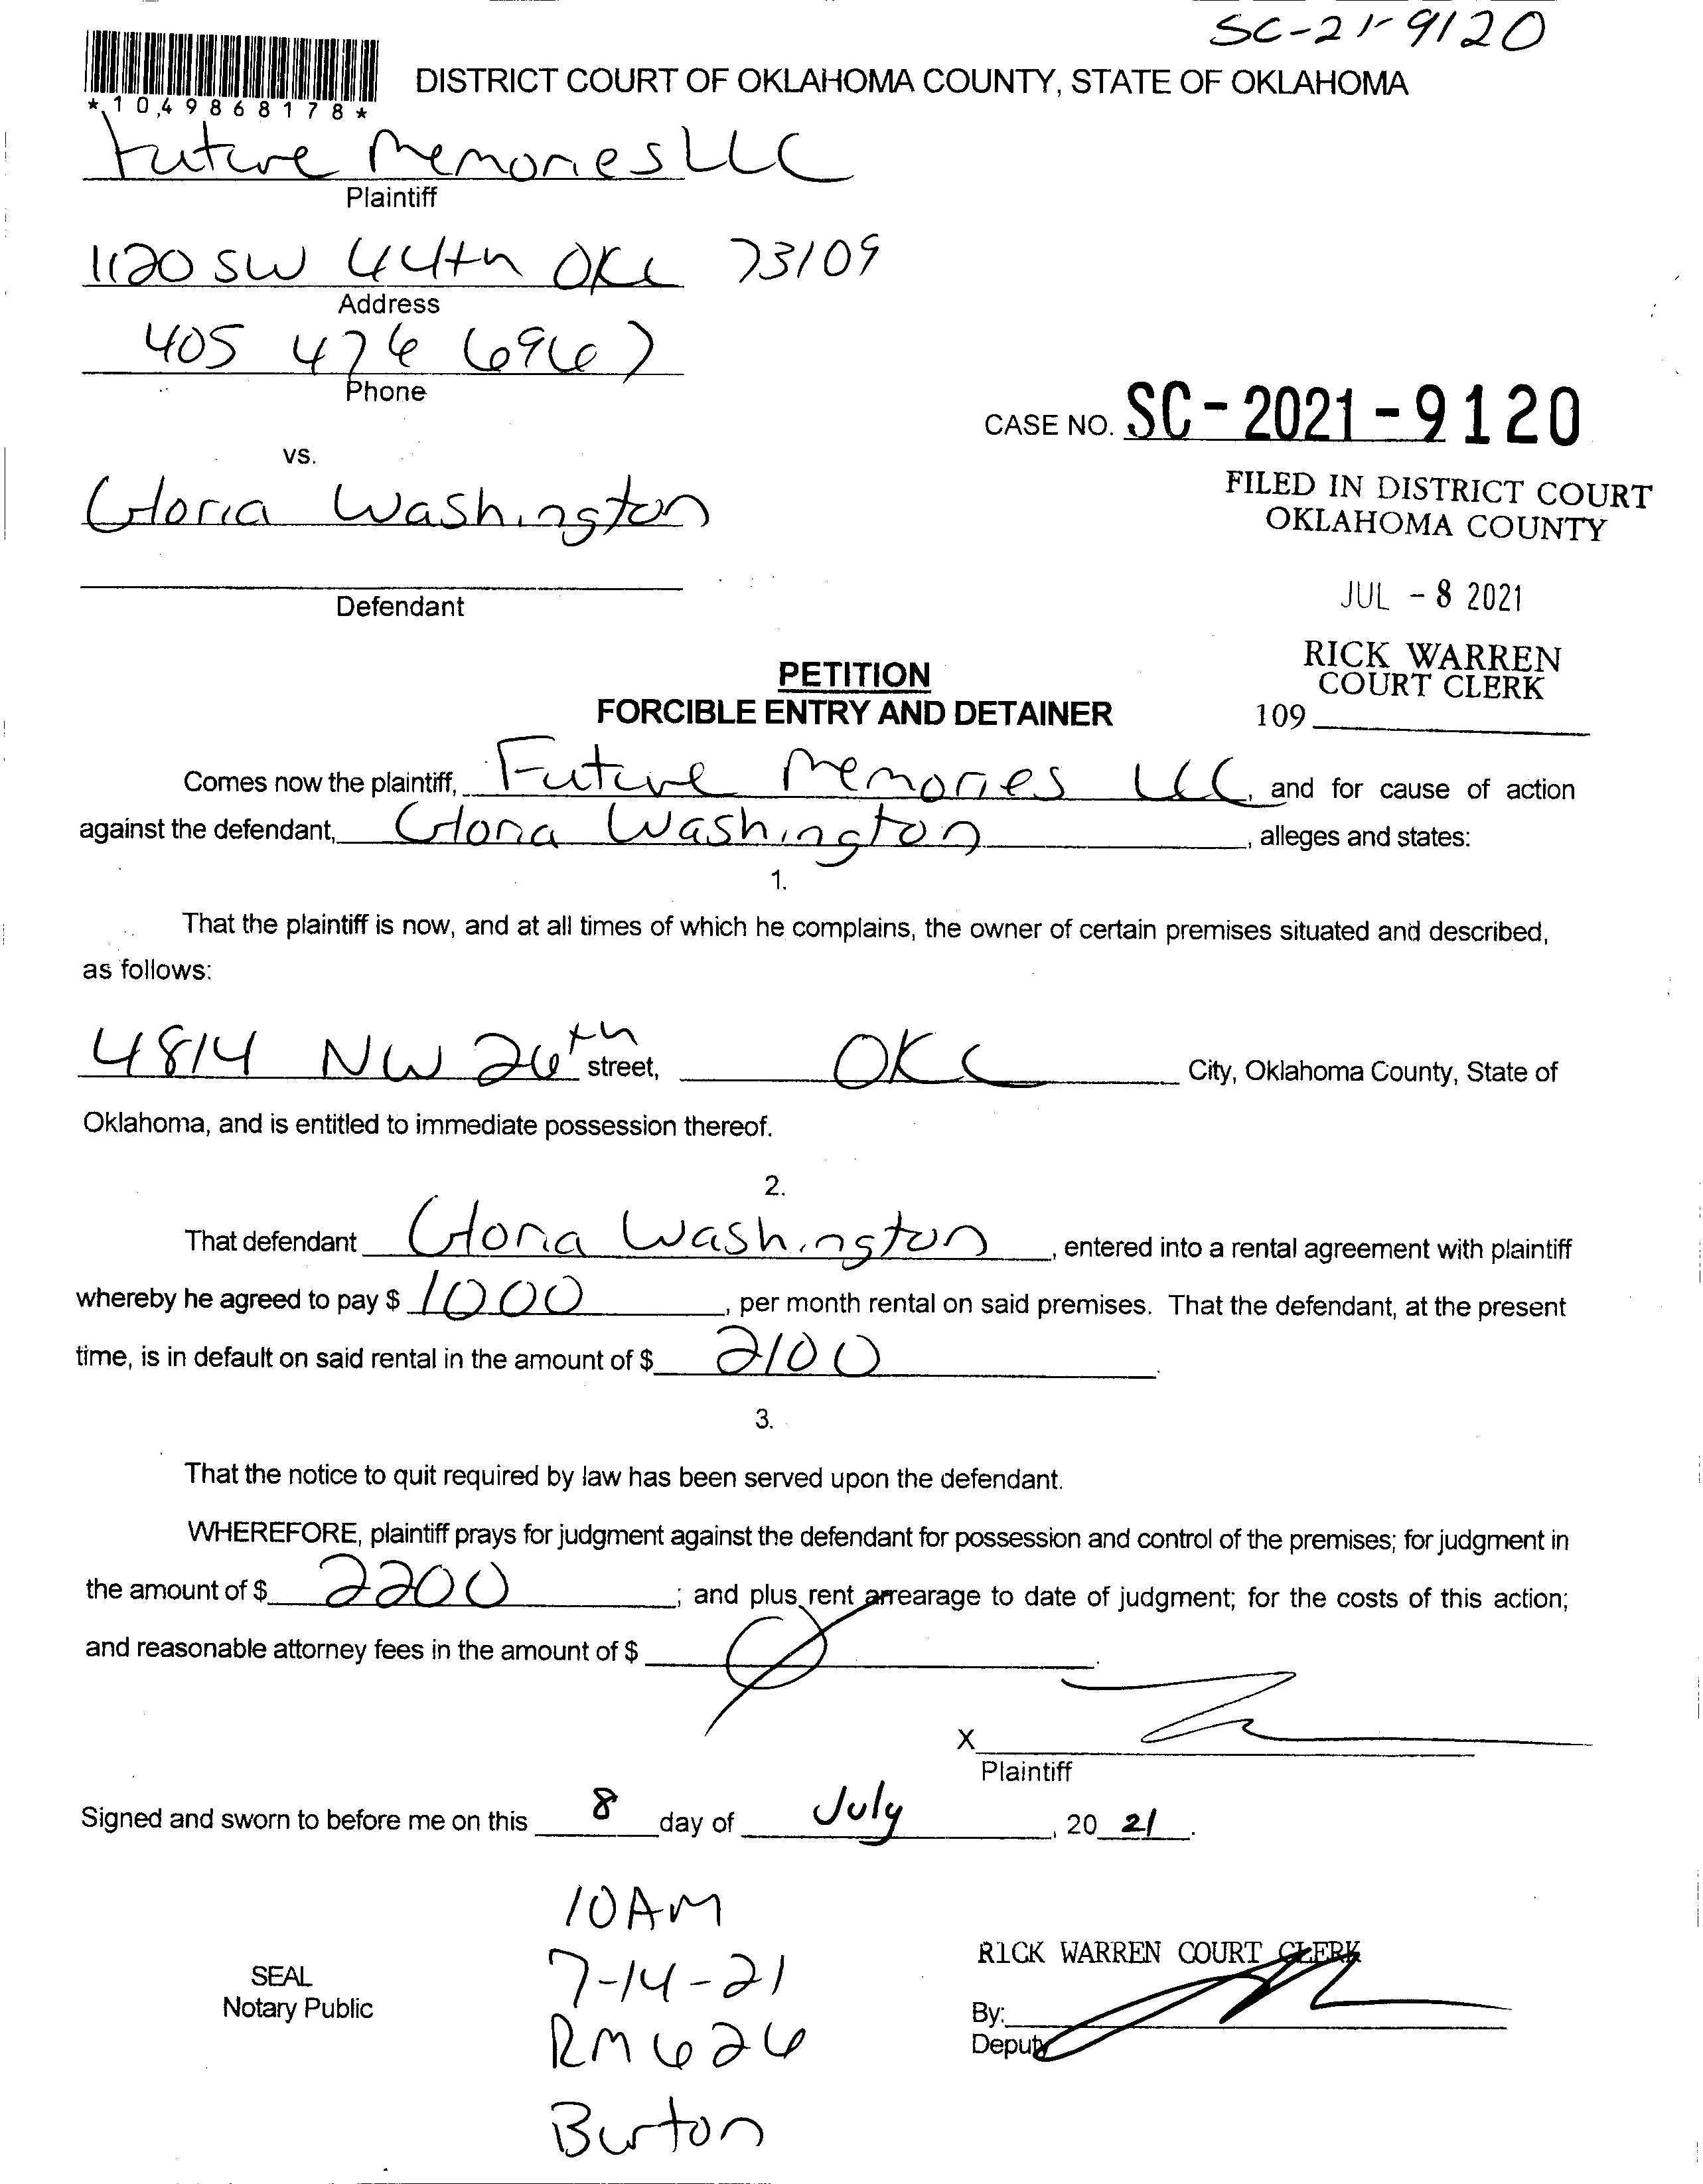 SC-21-9120
*1049868178*
DISTRICT COURT OF OKLAHOMA COUNTY, STATE OF OKLAHOMA
Future Memories LLC
Plaintiff
1120 SW 44th OKC 73109
Address
405 476 6967
Phone
CASE NO. SC-2021-9120
vs.
Gloria Washington
FILED IN DISTRICT COURT
OKLAHOMA COUNTY
JUL - 8 2021
Defendant
RICK WARREN
COURT CLERK
109
PETITION
FORCIBLE ENTRY AND DETAINER
Comes now the plaintiff, Future Memories LLC, and for cause of action
against the defendant, Gloria Washington, alleges and states:
1.
That the plaintiff is now, and at all times of which he complains, the owner of certain premises situated and described,
as follows:
4814 NW 26th street, OKC City, Oklahoma County, State of
Oklahoma, and is entitled to immediate possession thereof.
2.
That defendant Gloria Washington, entered into a rental agreement with plaintiff
whereby he agreed to pay $ 1000, per month rental on said premises. That the defendant, at the present
time, is in default on said rental in the amount of $ 2100.
3.
That the notice to quit required by law has been served upon the defendant.
WHEREFORE, plaintiff prays for judgment against the defendant for possession and control of the premises; for judgment in
the amount of $ 2200; and plus rent arrearage to date of judgment; for the costs of this action;
and reasonable attorney fees in the amount of $ Ø.
X
Plaintiff
Signed and sworn to before me on this 8 day of July, 20 21.
10AM
7-14-21
RM 626
Burton
SEAL
Notary Public
RICK WARREN COURT CLERK
By:
Deputy